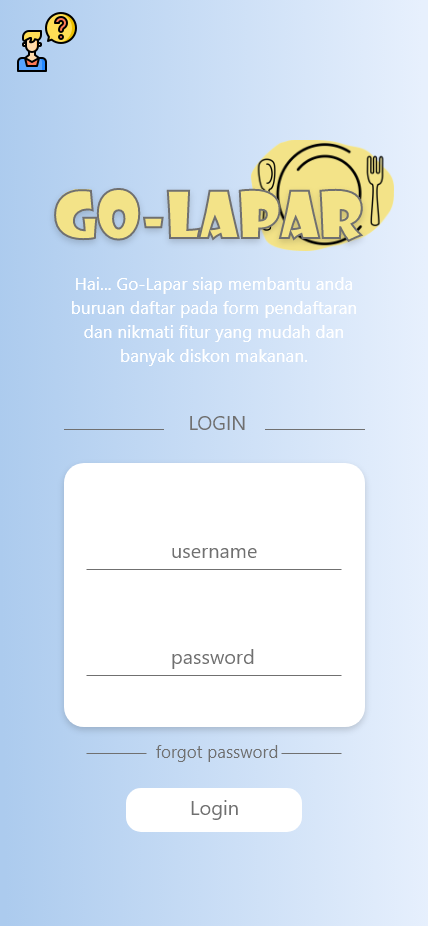 ?
GO-LAPAR
Hai... Go-Lapar siap membantu anda
buruan daftar pada form pendaftaran
dan nikmati fitur yang mudah dan
banyak diskon makanan.
LOGIN
username
password
forgot password
Login